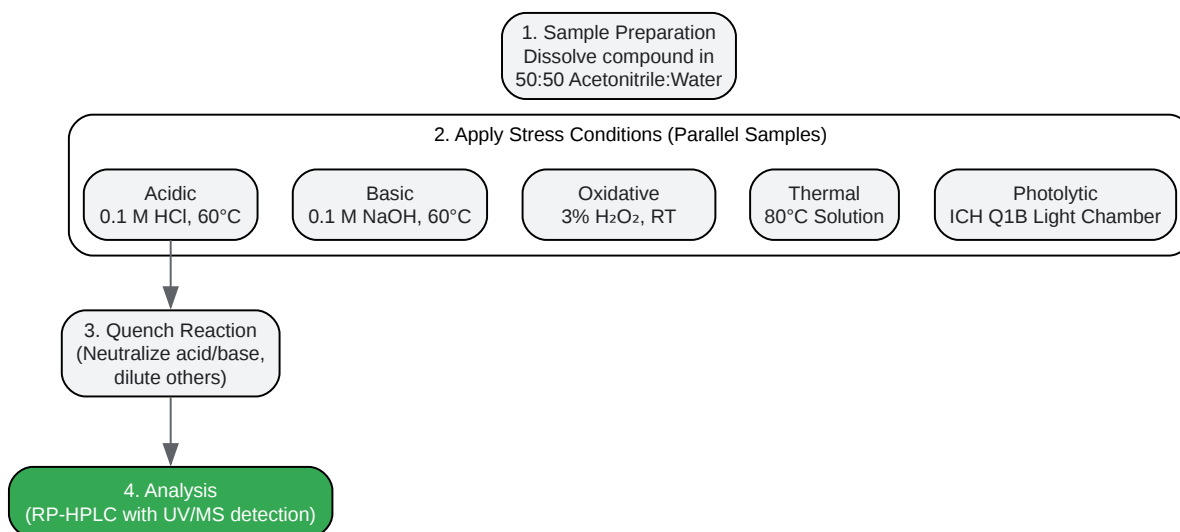 1. Sample Preparation
Dissolve compound in
50:50 Acetonitrile:Water
2. Apply Stress Conditions (Parallel Samples)
Acidic
0.1 M HCl, 60°C
Basic
0.1 M NaOH, 60°C
Oxidative
3% H₂O₂, RT
Thermal
80°C Solution
Photolytic
ICH Q1B Light Chamber
3. Quench Reaction
(Neutralize acid/base,
dilute others)
4. Analysis
(RP-HPLC with UV/MS detection)